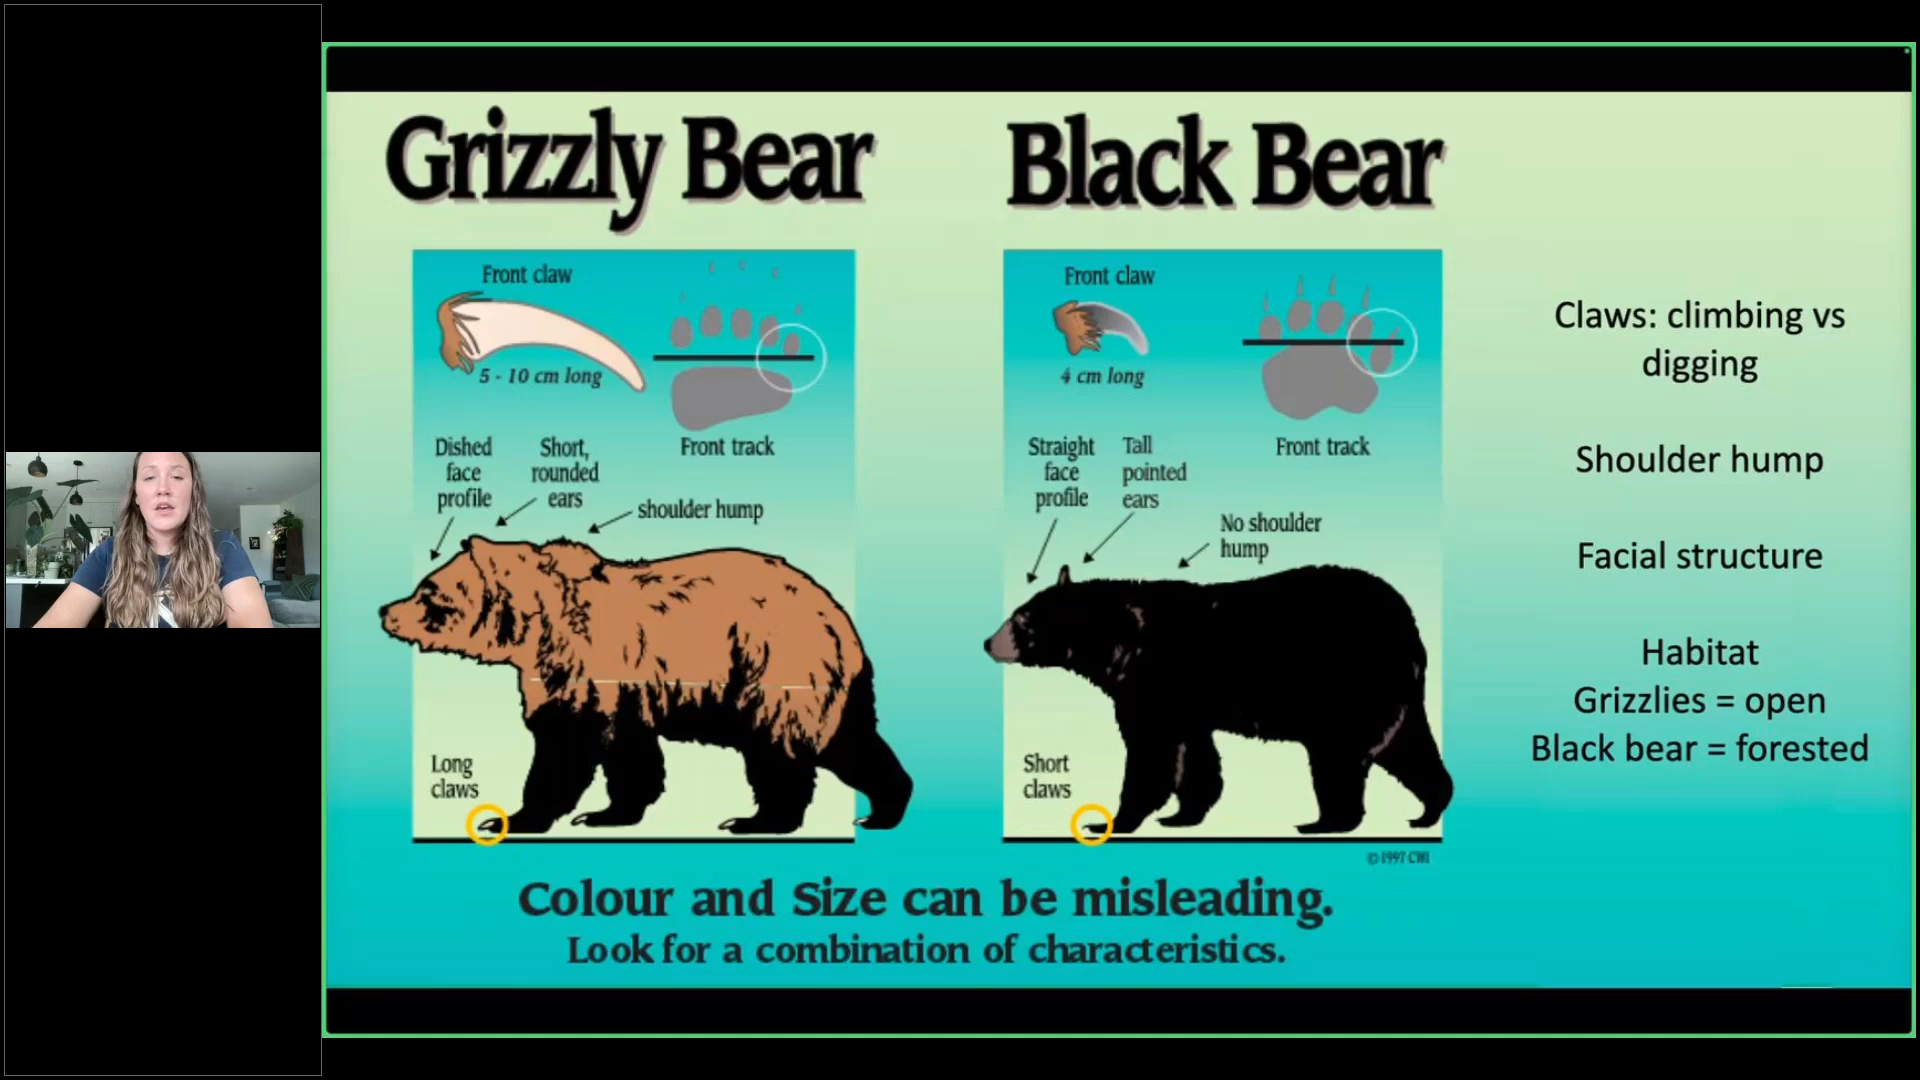 Grizzly Bear
Front claw
5 - 10 cm long
Front track
Dished
face
profile
Short,
rounded
ears
shoulder hump
Long
claws
Black Bear
Front claw
4 cm long
Front track
Straight
face
profile
Tall
pointed
ears
No shoulder
hump
Short
claws
© 1997 CWI
Colour and Size can be misleading.
Look for a combination of characteristics.
Claws: climbing vs
digging
Shoulder hump
Facial structure
Habitat
Grizzlies = open
Black bear = forested